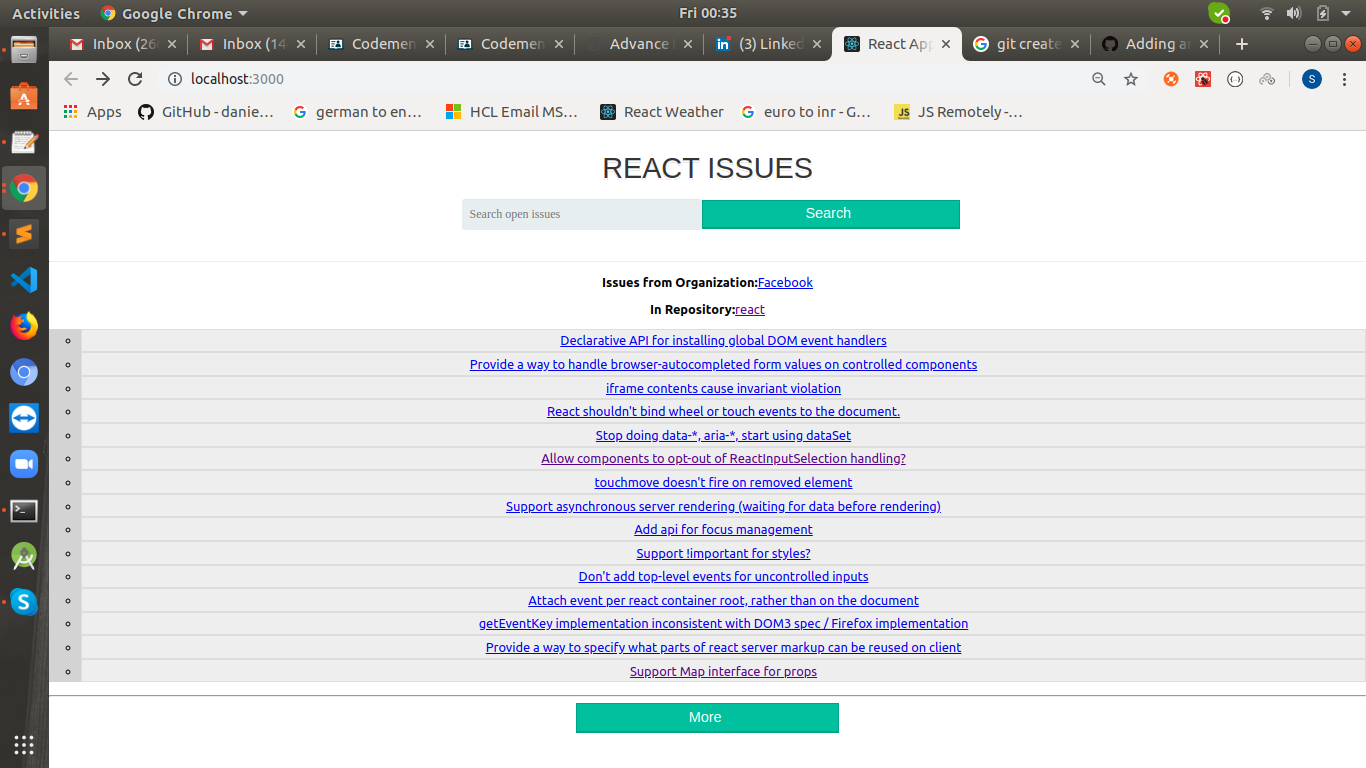 Activities Google Chrome Fri 00:35
Inbox (26 Inbox (14 Codemen Codemen Advance (3) Linked React App git create Adding a
localhost:3000 S
Apps GitHub - danie... german to en... HCL Email MS... React Weather euro to inr - G... JS JS Remotely -...
REACT ISSUES
Search open issues Search
Issues from Organization:Facebook
In Repository:react
Declarative API for installing global DOM event handlers
Provide a way to handle browser-autocompleted form values on controlled components
iframe contents cause invariant violation
React shouldn't bind wheel or touch events to the document.
Stop doing data-*, aria-*, start using dataSet
Allow components to opt-out of ReactInputSelection handling?
touchmove doesn't fire on removed element
Support asynchronous server rendering (waiting for data before rendering)
Add api for focus management
Support !important for styles?
Don't add top-level events for uncontrolled inputs
Attach event per react container root, rather than on the document
getEventKey implementation inconsistent with DOM3 spec / Firefox implementation
Provide a way to specify what parts of react server markup can be reused on client
Support Map interface for props
More